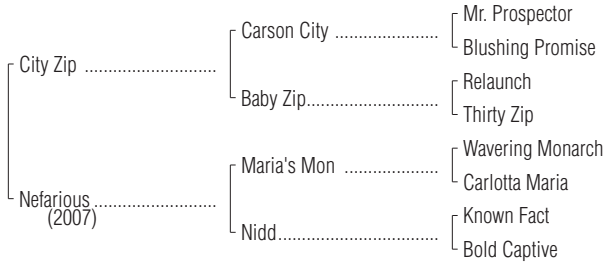 Mr. Prospector
Carson City ....................
Blushing Promise
City Zip .........................
Relaunch
Baby Zip.........................
Thirty Zip
Wavering Monarch
Maria's Mon ..................
Carlotta Maria
Nefarious .......................
(2007)
Known Fact
Nidd...............................
Bold Captive